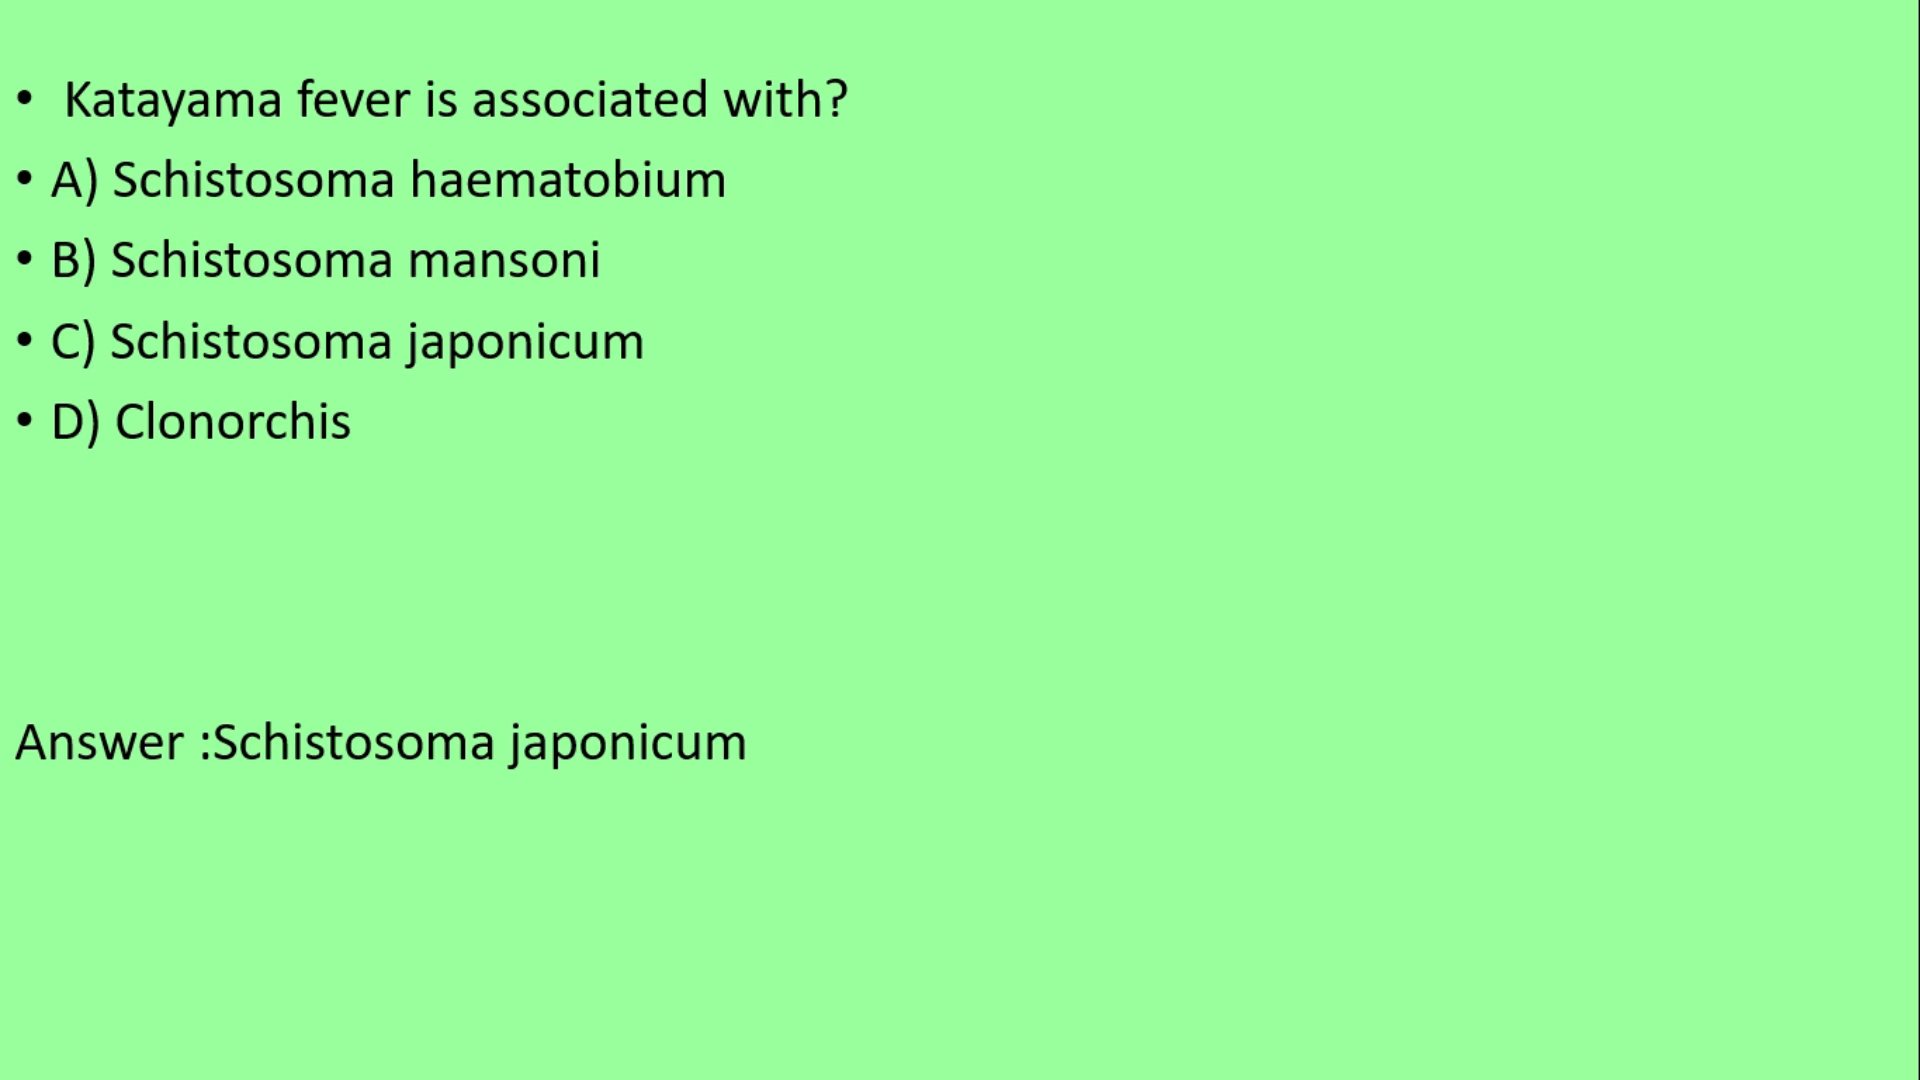 • Katayama fever is associated with?
• A) Schistosoma haematobium
• B) Schistosoma mansoni
• C) Schistosoma japonicum
• D) Clonorchis
Answer :Schistosoma japonicum